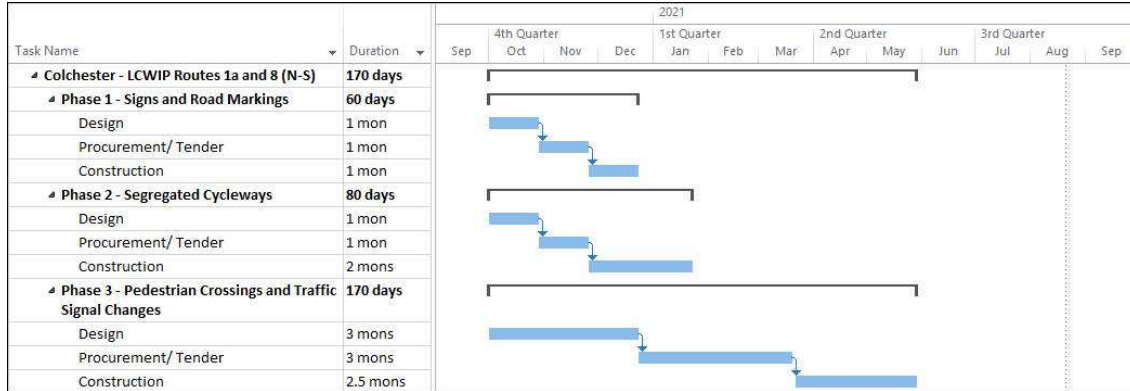 2021
4th Quarter 1st Quarter 2nd Quarter 3rd Quarter
Task Name Duration Sep Oct Nov Dec Jan Feb Mar Apr May Jun Jul Aug Sep
Colchester - LCWIP Routes 1a and 8 (N-S) 170 days
Phase 1 - Signs and Road Markings 60 days
Design 1 mon
Procurement/ Tender 1 mon
Construction 1 mon
Phase 2 - Segregated Cycleways 80 days
Design 1 mon
Procurement/ Tender 1 mon
Construction 2 mons
Phase 3 - Pedestrian Crossings and Traffic 170 days
Signal Changes
Design 3 mons
Procurement/ Tender 3 mons
Construction 2.5 mons